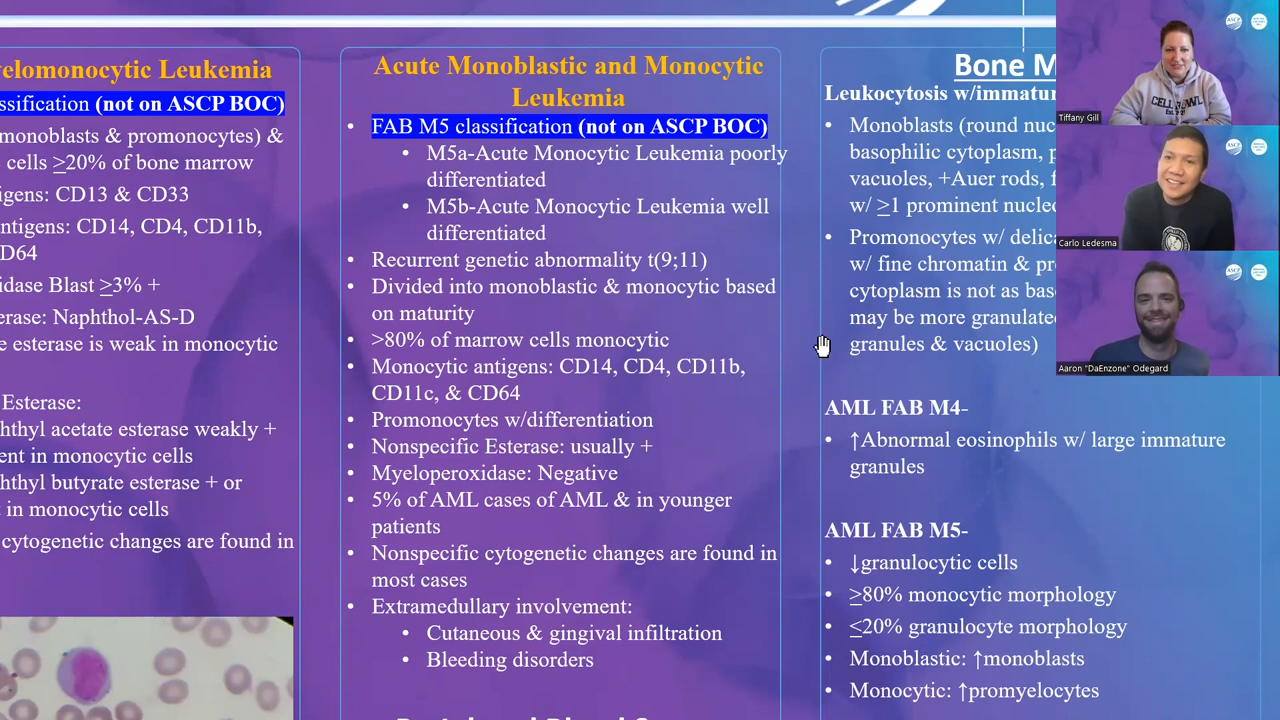 elomonocytic Leukemia
ssification (not on ASCP BOC)
monoblasts & promonocytes) &
cells ≥20% of bone marrow
igens: CD13 & CD33
ntigens: CD14, CD4, CD11b,
D64
idase Blast ≥3% +
erase: Naphthol-AS-D
e esterase is weak in monocytic
Esterase:
hthyl acetate esterase weakly +
ent in monocytic cells
hthyl butyrate esterase + or
in monocytic cells
cytogenetic changes are found in
Acute Monoblastic and Monocytic
Leukemia
• FAB M5 classification (not on ASCP BOC)
• M5a-Acute Monocytic Leukemia poorly
differentiated
• M5b-Acute Monocytic Leukemia well
differentiated
• Recurrent genetic abnormality t(9;11)
• Divided into monoblastic & monocytic based
on maturity
• >80% of marrow cells monocytic
• Monocytic antigens: CD14, CD4, CD11b,
CD11c, & CD64
• Promonocytes w/differentiation
• Nonspecific Esterase: usually +
• Myeloperoxidase: Negative
• 5% of AML cases of AML & in younger
patients
• Nonspecific cytogenetic changes are found in
most cases
• Extramedullary involvement:
• Cutaneous & gingival infiltration
• Bleeding disorders
Bone M
Leukocytosis w/immatur
• Monoblasts (round nuc
basophilic cytoplasm, p
vacuoles, +Auer rods, f
w/ ≥1 prominent nucleo
• Promonocytes w/ delica
w/ fine chromatin & pr
cytoplasm is not as bas
may be more granulate
granules & vacuoles)
AML FAB M4-
• ↑Abnormal eosinophils w/ large immature
granules
AML FAB M5-
• ↓granulocytic cells
• ≥80% monocytic morphology
• ≤20% granulocyte morphology
• Monoblastic: ↑monoblasts
• Monocytic: ↑promyelocytes
Tiffany Gill
Carlo Ledesma
Aaron "DaEnzone" Odegard
ASCP
ASCP
ASCP